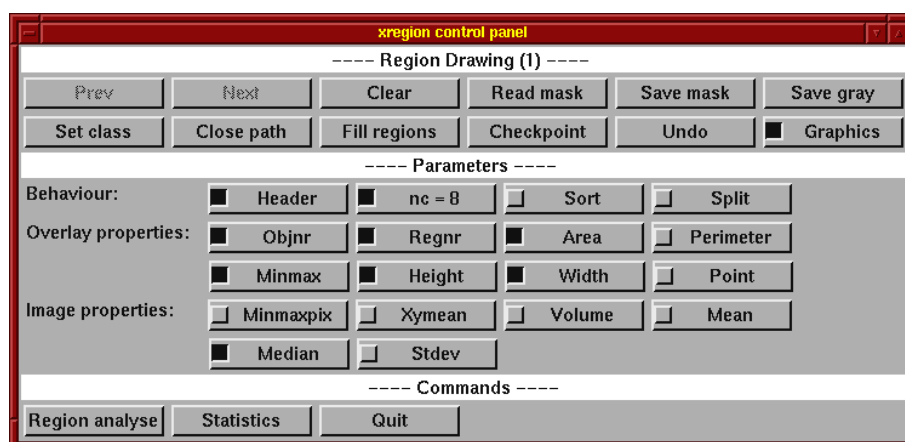 xregion control panel
---- Region Drawing (1) ----
Prev Next Clear Read mask Save mask Save gray
Set class Close path Fill regions Checkpoint Undo Graphics
---- Parameters ----
Behaviour: Header nc = 8 Sort Split
Overlay properties: Objnr Regnr Area Perimeter
Minmax Height Width Point
Image properties: Minmaxpix Xymean Volume Mean
Median Stdev
---- Commands ----
Region analyse Statistics Quit